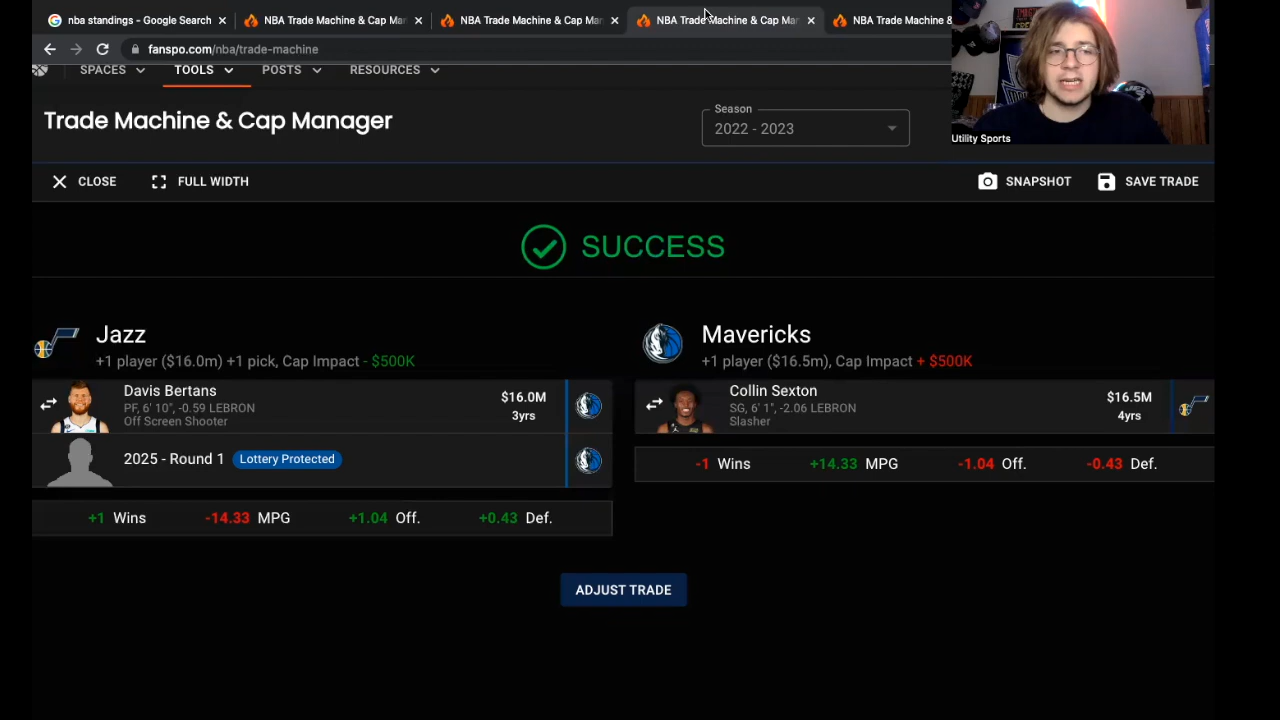 nba standings - Google Search
NBA Trade Machine & Cap Mar
NBA Trade Machine & Cap Mar
NBA Trade Machine & Cap Mar
NBA Trade Machine &
fanspo.com/nba/trade-machine
SPACES TOOLS POSTS RESOURCES
Trade Machine & Cap Manager
Season
2022 - 2023
Utility Sports
CLOSE FULL WIDTH SNAPSHOT SAVE TRADE
SUCCESS
Jazz
+1 player ($16.0m) +1 pick, Cap Impact - $500K
Davis Bertans
PF, 6' 10", -0.59 LEBRON
Off Screen Shooter
$16.0M
3yrs
2025 - Round 1 Lottery Protected
+1 Wins -14.33 MPG +1.04 Off. +0.43 Def.
Mavericks
+1 player ($16.5m), Cap Impact + $500K
Collin Sexton
SG, 6' 1", -2.06 LEBRON
Slasher
$16.5M
4yrs
-1 Wins +14.33 MPG -1.04 Off. -0.43 Def.
ADJUST TRADE